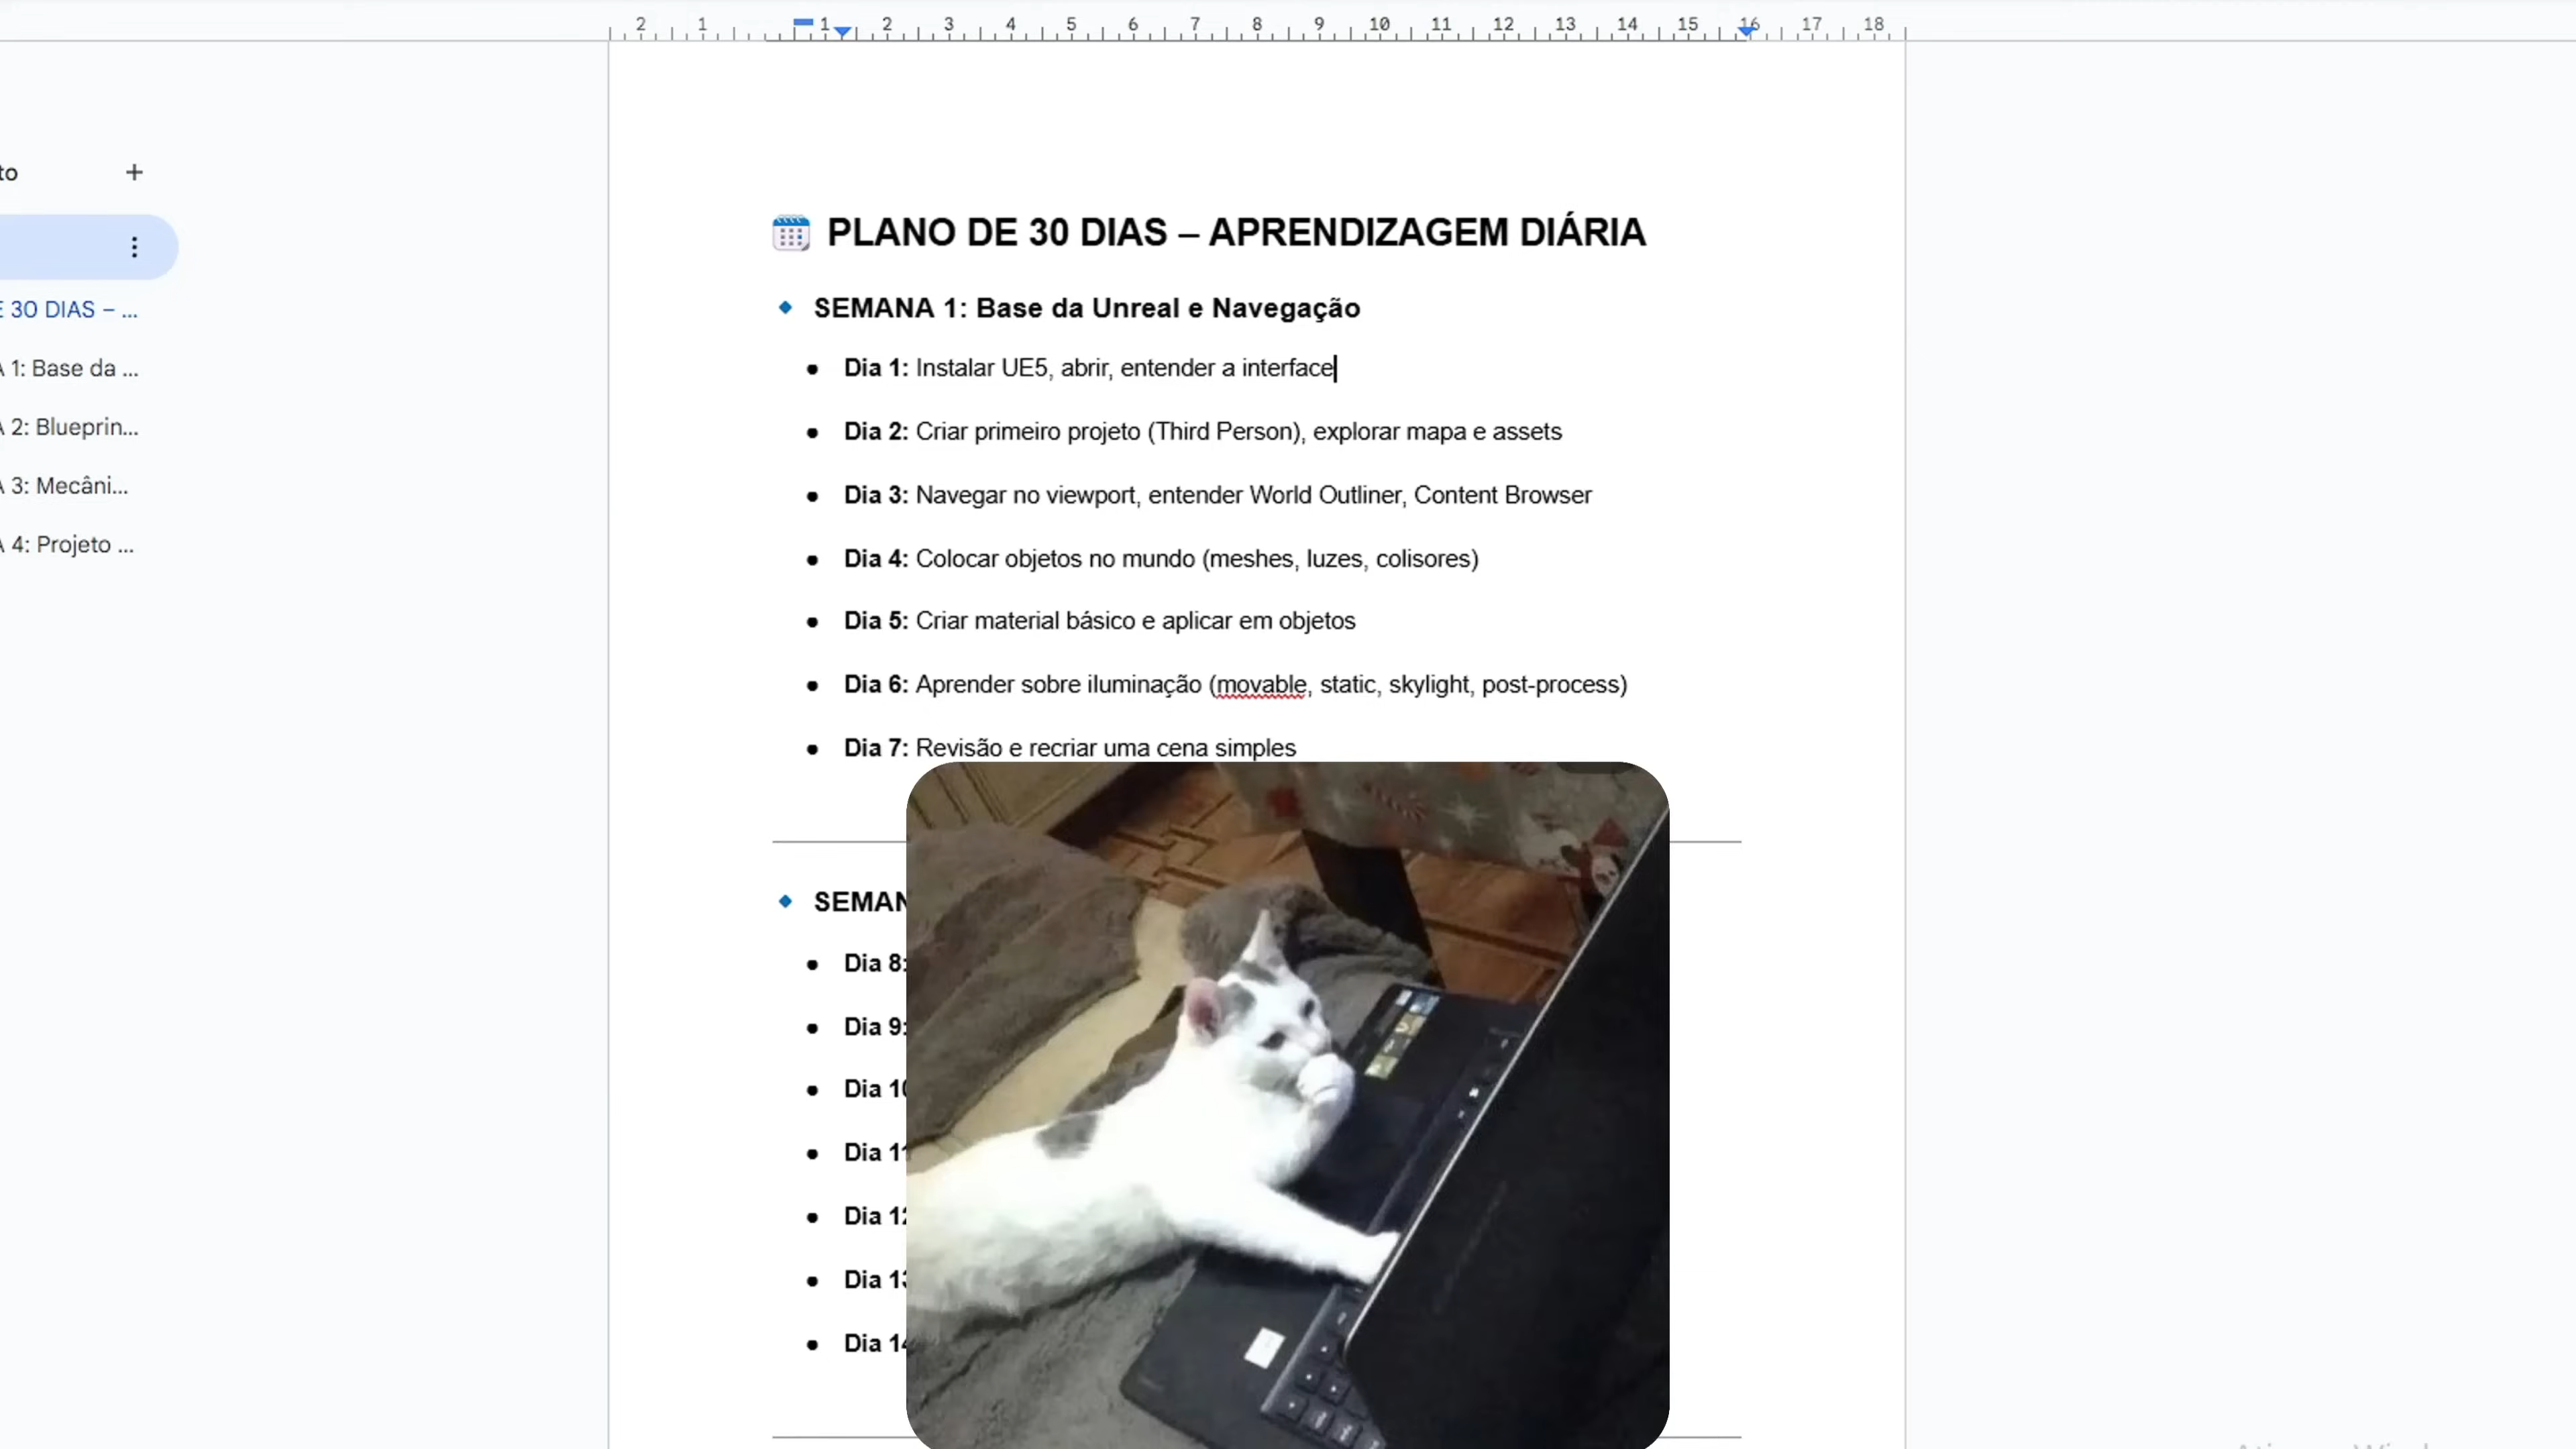 2 1 1 2 3 4 5 6 7 8 9 10 11 12 13 14 15 16 17 18
to +
PLANO DE 30 DIAS – APRENDIZAGEM DIÁRIA
SEMANA 1: Base da Unreal e Navegação
Dia 1: Instalar UE5, abrir, entender a interface
Dia 2: Criar primeiro projeto (Third Person), explorar mapa e assets
Dia 3: Navegar no viewport, entender World Outliner, Content Browser
Dia 4: Colocar objetos no mundo (meshes, luzes, colisores)
Dia 5: Criar material básico e aplicar em objetos
Dia 6: Aprender sobre iluminação (movable, static, skylight, post-process)
Dia 7: Revisão e recriar uma cena simples
SEMAN
Dia 8:
Dia 9:
Dia 10
Dia 11
Dia 12
Dia 13
Dia 14
E 30 DIAS – ...
A 1: Base da ...
A 2: Blueprin...
A 3: Mecâni...
A 4: Projeto ...